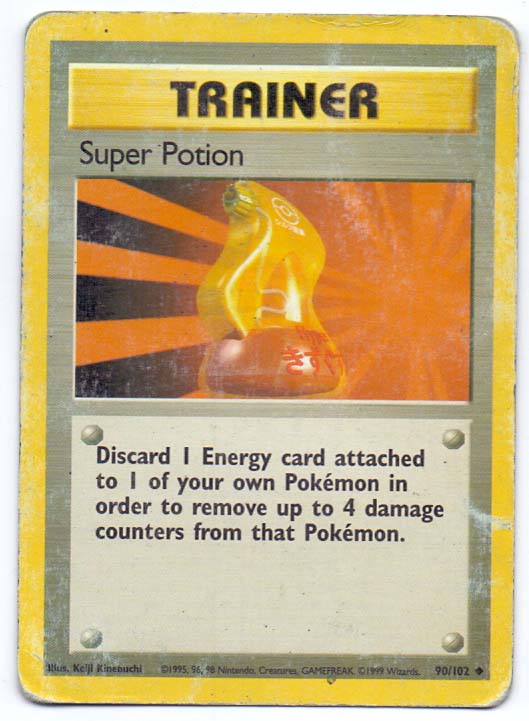 TRAINER
Super Potion
きず
Discard 1 Energy card attached
to 1 of your own Pokémon in
order to remove up to 4 damage
counters from that Pokémon.
Illus. Keiji Kinebuchi ©1995, 96, 98 Nintendo, Creatures, GAMEFREAK. ©1999 Wizards. 90/102 ◆